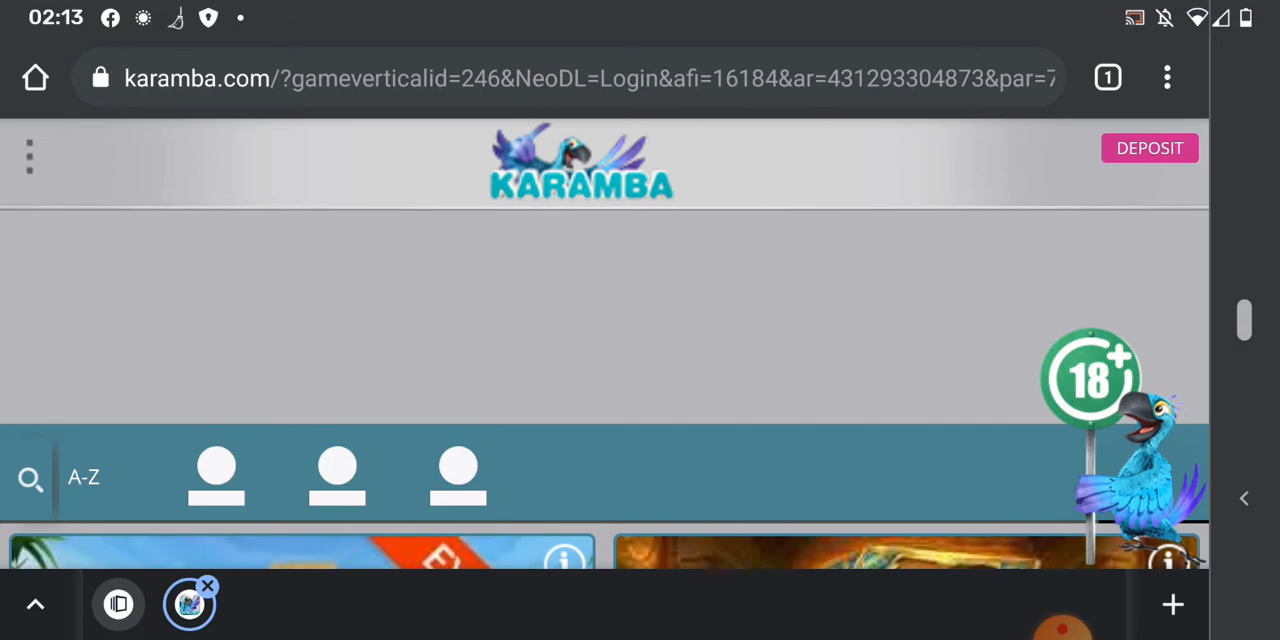 02:13
karamba.com/?gameverticalid=246&NeoDL=Login&afi=16184&ar=431293304873&par=7
1
KARAMBA
DEPOSIT
18+
A-Z